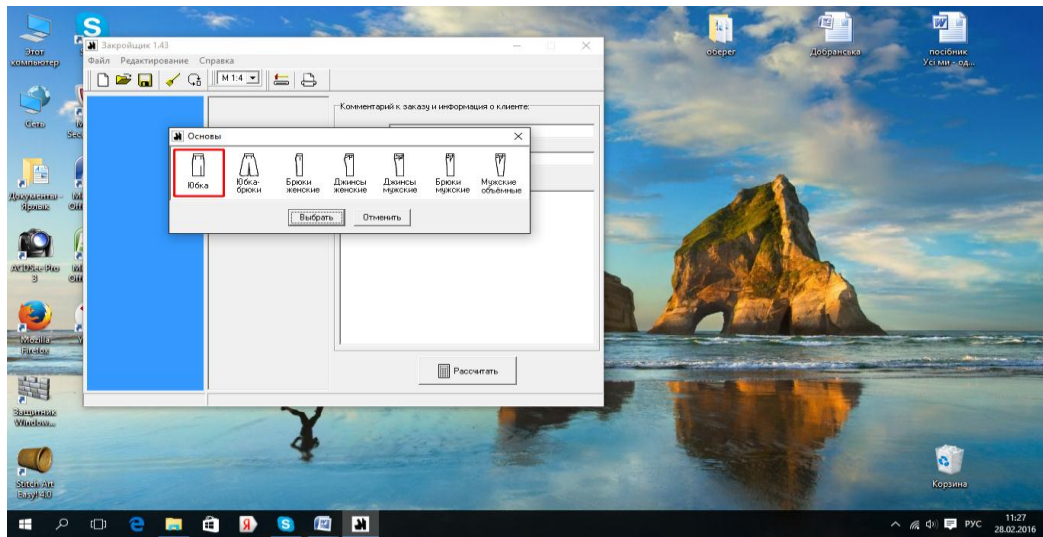 Этот
компьютер
Сеть
Документы -
Ярлык
ACDSee Pro
3
Mozilla
Firefox
Защитник
Window...
Stitch Art
Easy! 4.0
Закройщик 1.43
Файл Редактирование Справка
М 1:4
Комментарий к заказу и информация о клиенте:
Основы
Юбка
Юбка-
брюки
Брюки
женские
Джинсы
женские
Джинсы
мужские
Брюки
мужские
Мужские
объёмные
Выбрать
Отменить
Рассчитать
оберег
Добранська
посібник
Усі ми - од...
Корзина
РУС
11:27
28.02.2016